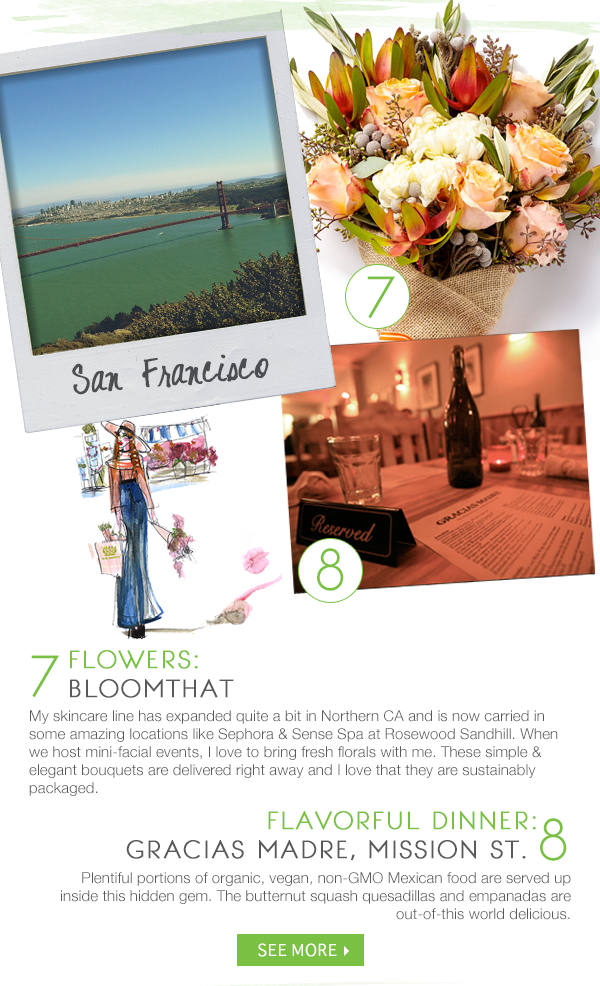 San Francisco
7
GRACIAS MADRE
Reserved
8
7 FLOWERS:
BLOOMTHAT
My skincare line has expanded quite a bit in Northern CA and is now carried in
some amazing locations like Sephora & Sense Spa at Rosewood Sandhill. When
we host mini-facial events, I love to bring fresh florals with me. These simple &
elegant bouquets are delivered right away and I love that they are sustainably
packaged.
FLAVORFUL DINNER: 8
GRACIAS MADRE, MISSION ST.
Plentiful portions of organic, vegan, non-GMO Mexican food are served up
inside this hidden gem. The butternut squash quesadillas and empanadas are
out-of-this world delicious.
SEE MORE